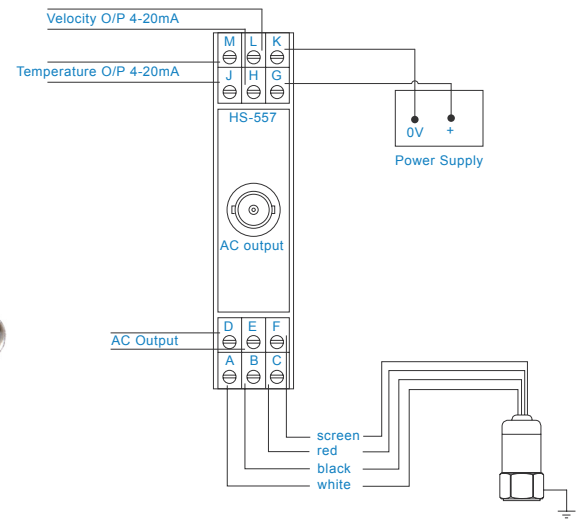 Velocity O/P 4-20mA
M L K
Temperature O/P 4-20mA
J H G
HS-557
0V +
Power Supply
AC output
D E F
AC Output
A B C
screen
red
black
white